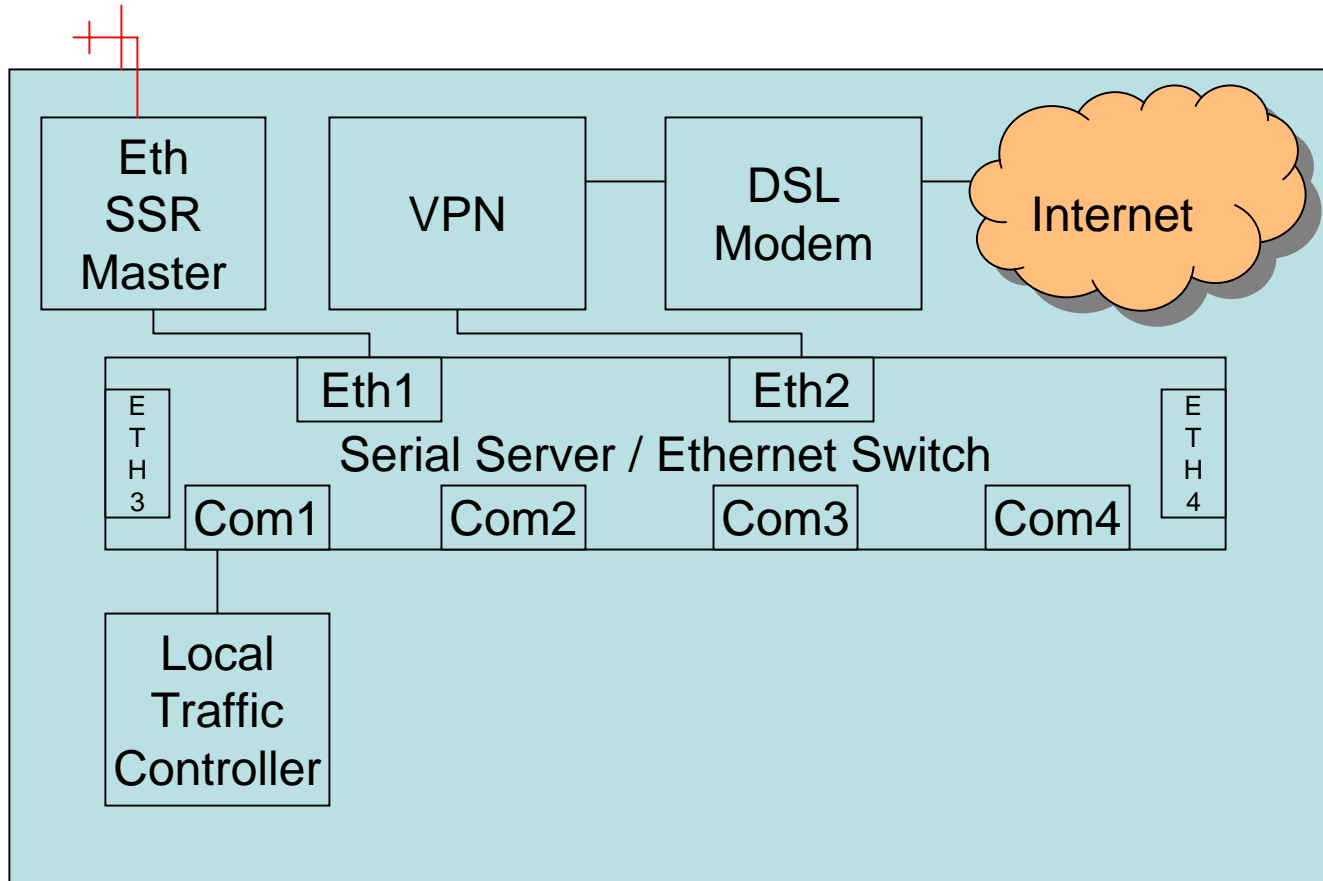 Eth
SSR
Master
VPN
DSL
Modem
Internet
Eth1
Eth2
E
T
H
3
Serial Server / Ethernet Switch
E
T
H
4
Com1
Com2
Com3
Com4
Local
Traffic
Controller